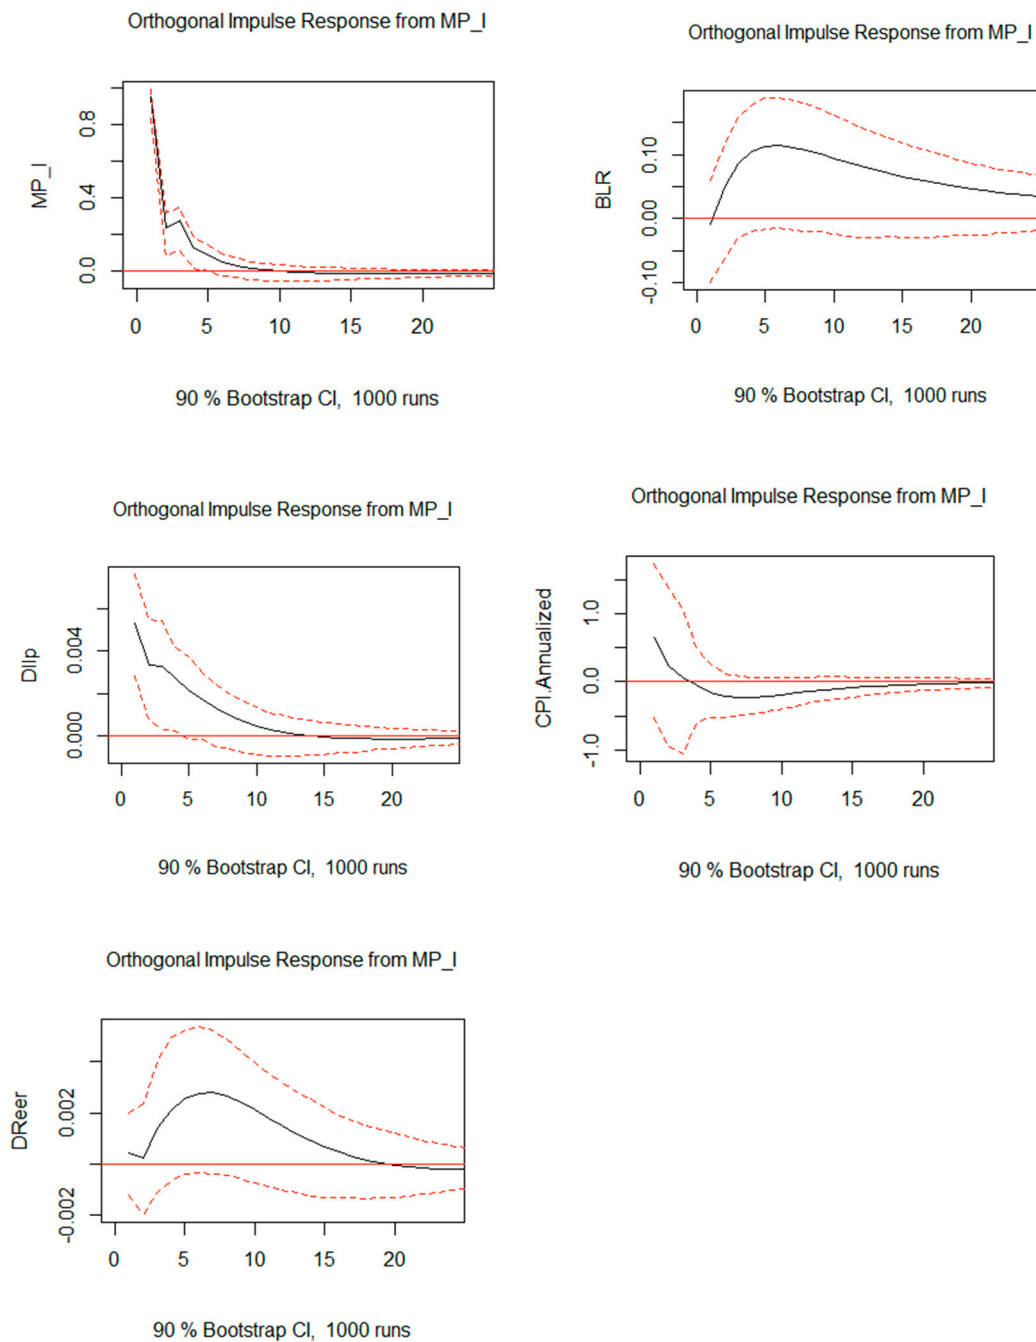 Orthogonal Impulse Response from MP_I
MP_I
0.8
0.4
0.0
0 5 10 15 20
90 % Bootstrap CI, 1000 runs
Orthogonal Impulse Response from MP_I
BLR
0.10
0.00
-0.10
0 5 10 15 20
90 % Bootstrap CI, 1000 runs
Orthogonal Impulse Response from MP_I
0.004
0.000
0 5 10 15 20
90 % Bootstrap CI, 1000 runs
Orthogonal Impulse Response from MP_I
CPI.Annualized
1.0
0.0
-1.0
0 5 10 15 20
90 % Bootstrap CI, 1000 runs
Orthogonal Impulse Response from MP_I
DReer
0.002
-0.002
0 5 10 15 20
90 % Bootstrap CI, 1000 runs